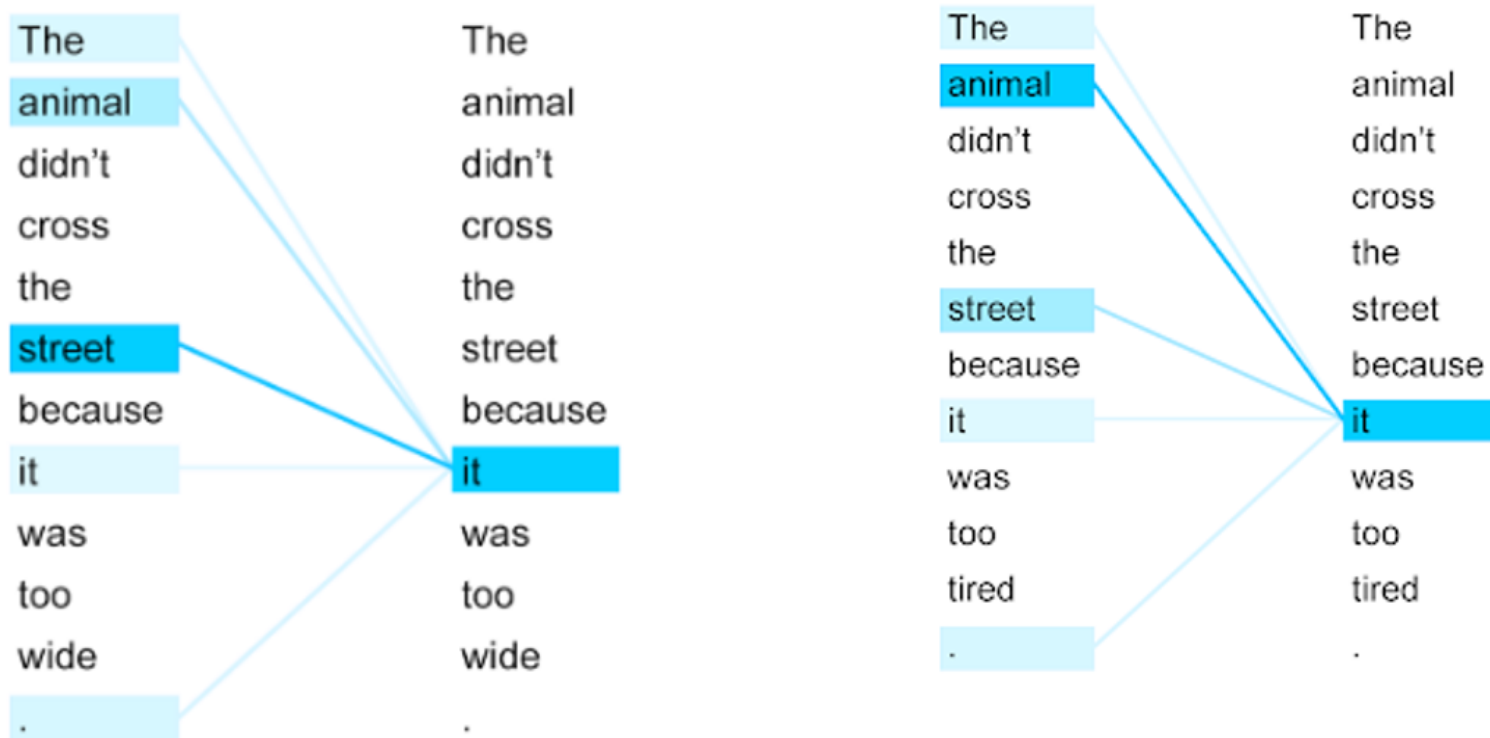 The
animal
didn't
cross
the
street
because
it
was
too
wide
.
The
animal
didn't
cross
the
street
because
it
was
too
wide
.
The
animal
didn't
cross
the
street
because
it
was
too
tired
.
The
animal
didn't
cross
the
street
because
it
was
too
tired
.